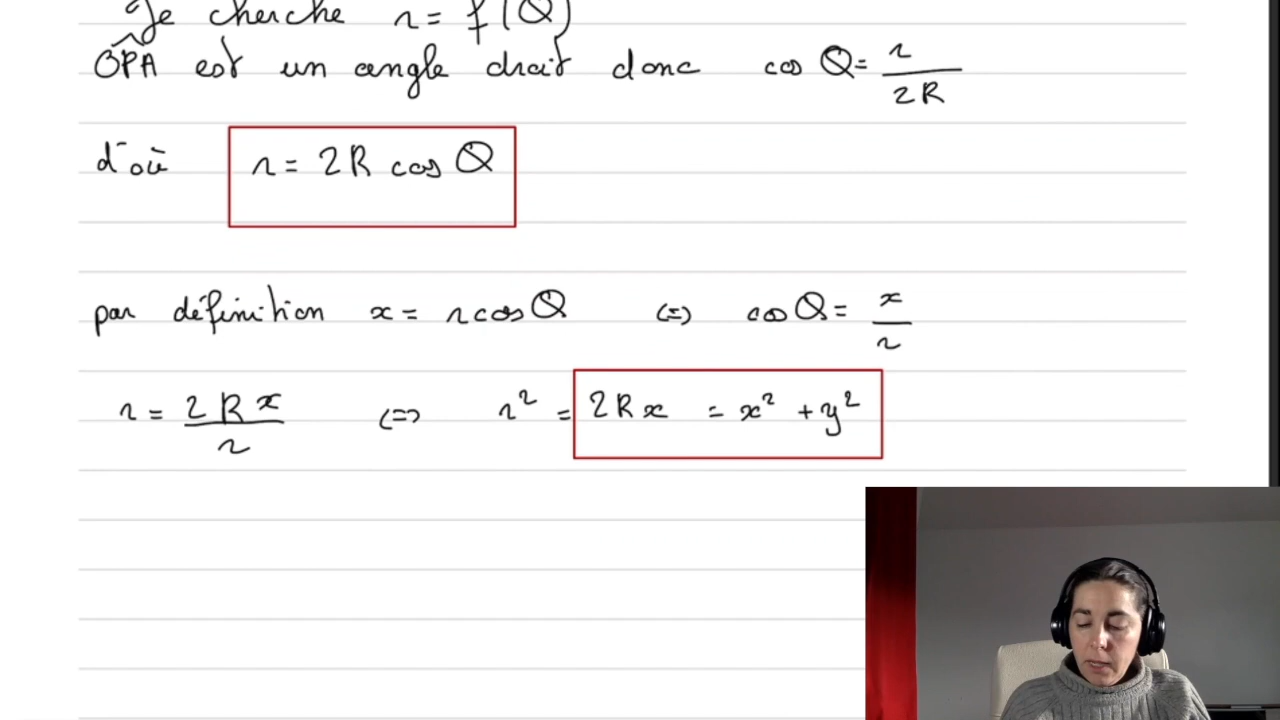 Je cherche r = f(θ)
OPA est un angle droit donc cos θ = r / 2R
d'où r = 2R cos θ
par définition x = r cos θ (=) cos θ = x / r
r = 2Rx / r (=) r² = 2Rx = x² + y²